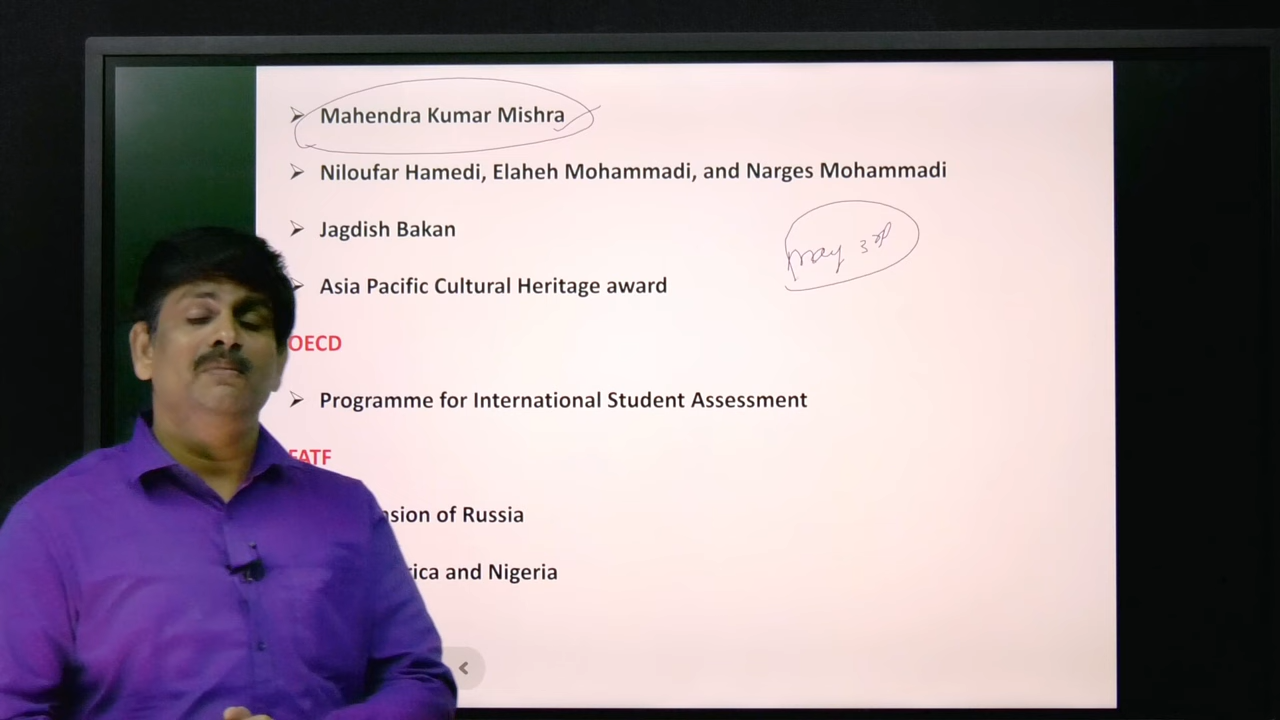 Mahendra Kumar Mishra
Niloufar Hamedi, Elaheh Mohammadi, and Narges Mohammadi
Jagdish Bakan
May 3rd
Asia Pacific Cultural Heritage award
OECD
Programme for International Student Assessment
FATF
nsion of Russia
rica and Nigeria